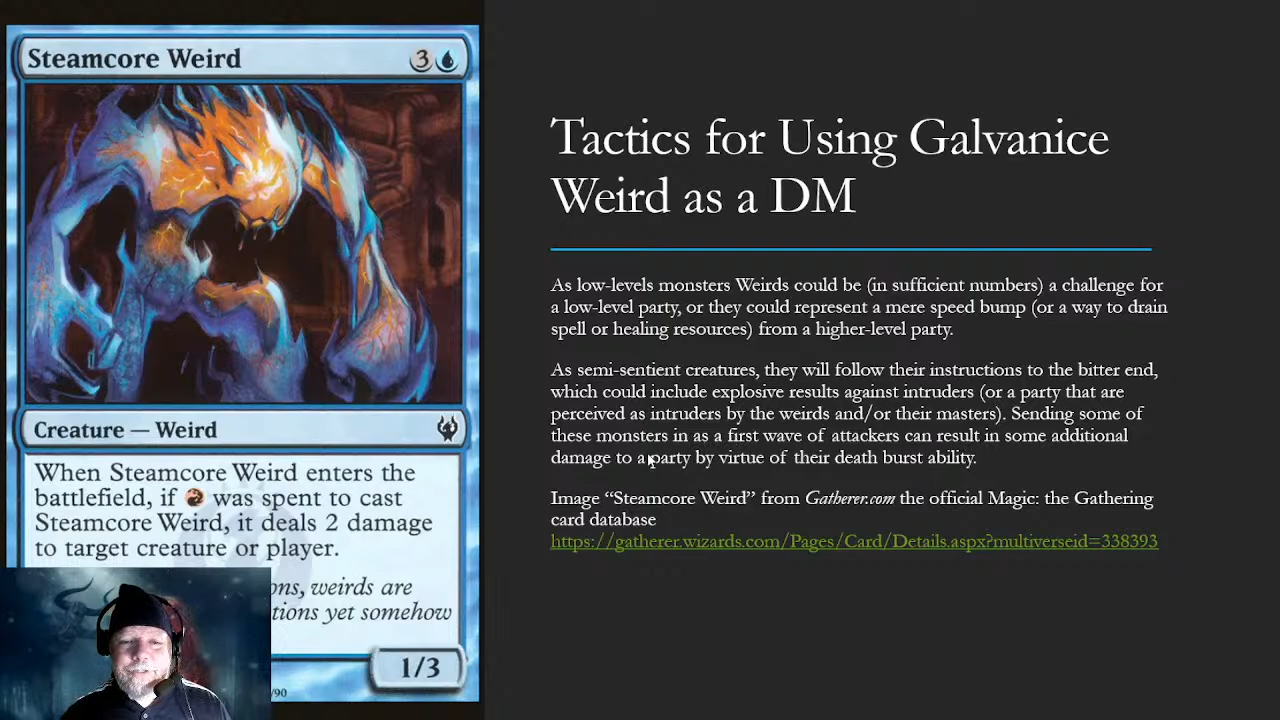 Steamcore Weird 3
Creature — Weird
When Steamcore Weird enters the
battlefield, if was spent to cast
Steamcore Weird, it deals 2 damage
to target creature or player.
ons, weirds are
tions yet somehow
1/3
/90
Tactics for Using Galvanice
Weird as a DM
As low-levels monsters Weirds could be (in sufficient numbers) a challenge for
a low-level party, or they could represent a mere speed bump (or a way to drain
spell or healing resources) from a higher-level party.
As semi-sentient creatures, they will follow their instructions to the bitter end,
which could include explosive results against intruders (or a party that are
perceived as intruders by the weirds and/or their masters). Sending some of
these monsters in as a first wave of attackers can result in some additional
damage to a party by virtue of their death burst ability.
Image “Steamcore Weird” from Gatherer.com the official Magic: the Gathering
card database
https://gatherer.wizards.com/Pages/Card/Details.aspx?multiverseid=338393